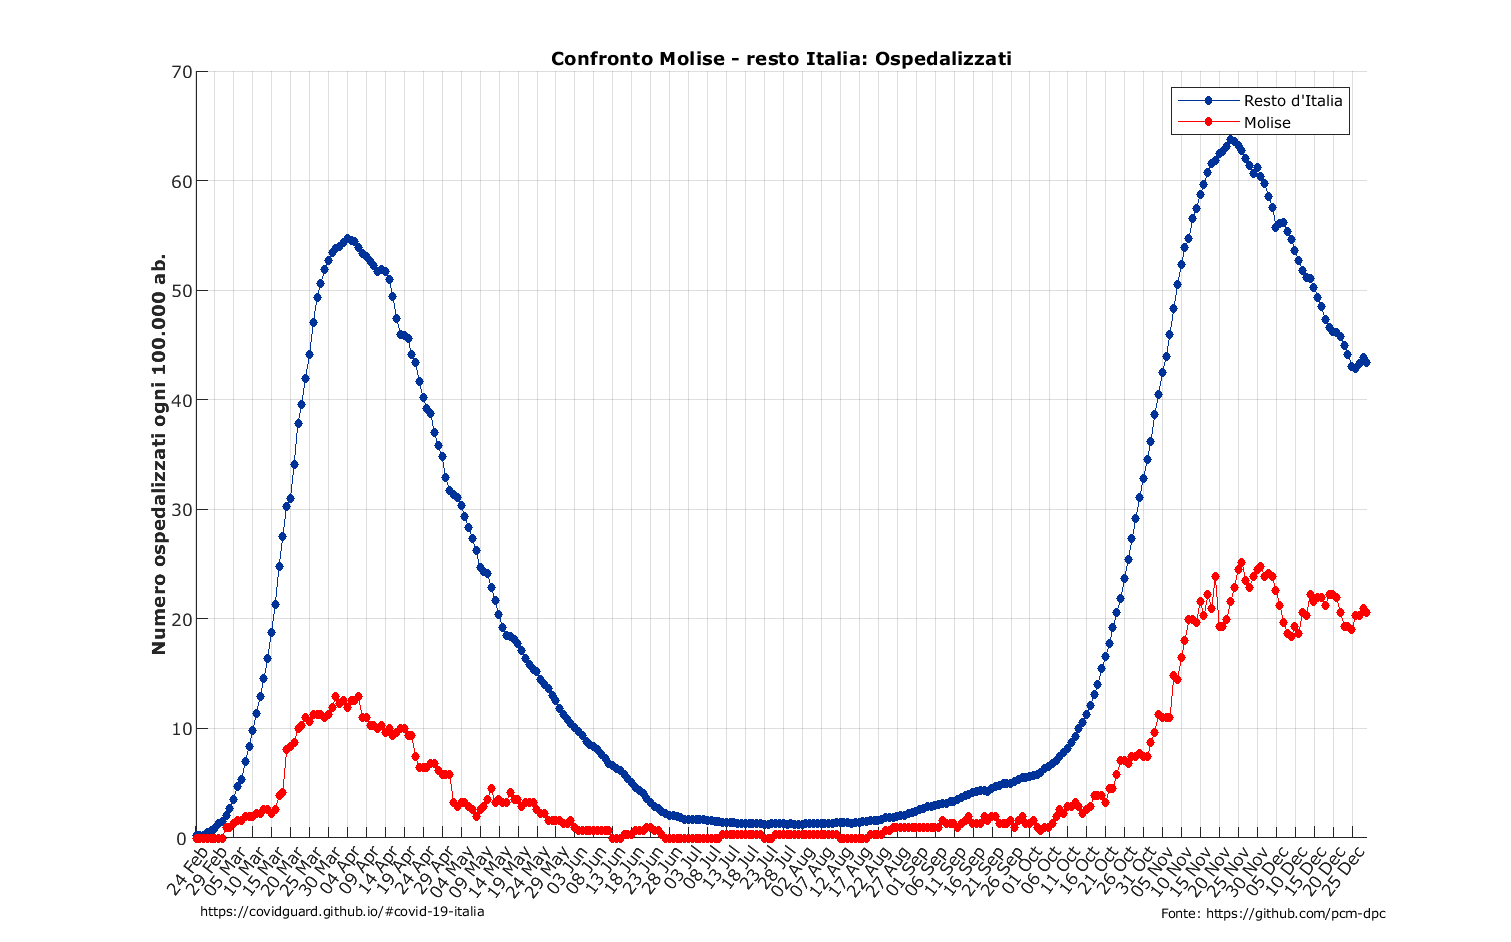 Confronto Molise - resto Italia: Ospedalizzati
Numero ospedalizzati ogni 100.000 ab.
70
60
50
40
30
20
10
0
Resto d'Italia
Molise
24 Feb
29 Feb
05 Mar
10 Mar
15 Mar
20 Mar
25 Mar
30 Mar
04 Apr
09 Apr
14 Apr
19 Apr
24 Apr
29 Apr
04 May
09 May
14 May
19 May
24 May
29 May
03 Jun
08 Jun
13 Jun
18 Jun
23 Jun
28 Jun
03 Jul
08 Jul
13 Jul
18 Jul
23 Jul
28 Jul
02 Aug
07 Aug
12 Aug
17 Aug
22 Aug
27 Aug
01 Sep
06 Sep
11 Sep
16 Sep
21 Sep
26 Sep
01 Oct
06 Oct
11 Oct
16 Oct
21 Oct
26 Oct
31 Oct
05 Nov
10 Nov
15 Nov
20 Nov
25 Nov
30 Nov
05 Dec
10 Dec
15 Dec
20 Dec
25 Dec
https://covidguard.github.io/#covid-19-italia
Fonte: https://github.com/pcm-dpc